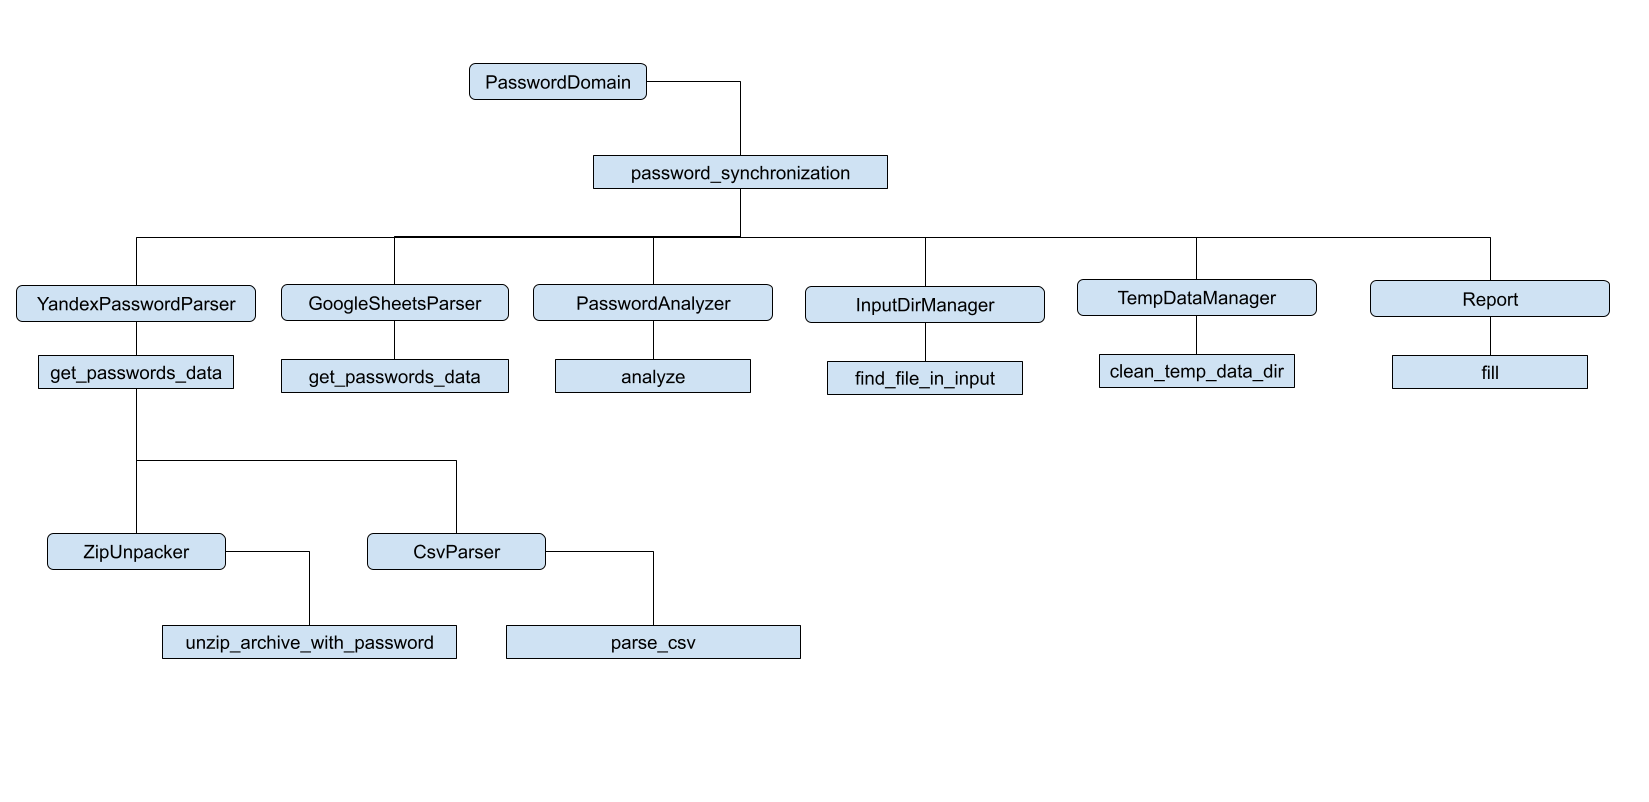 PasswordDomain
password_synchronization
YandexPasswordParser
GoogleSheetsParser
PasswordAnalyzer
InputDirManager
TempDataManager
Report
get_passwords_data
get_passwords_data
analyze
find_file_in_input
clean_temp_data_dir
fill
ZipUnpacker
CsvParser
unzip_archive_with_password
parse_csv